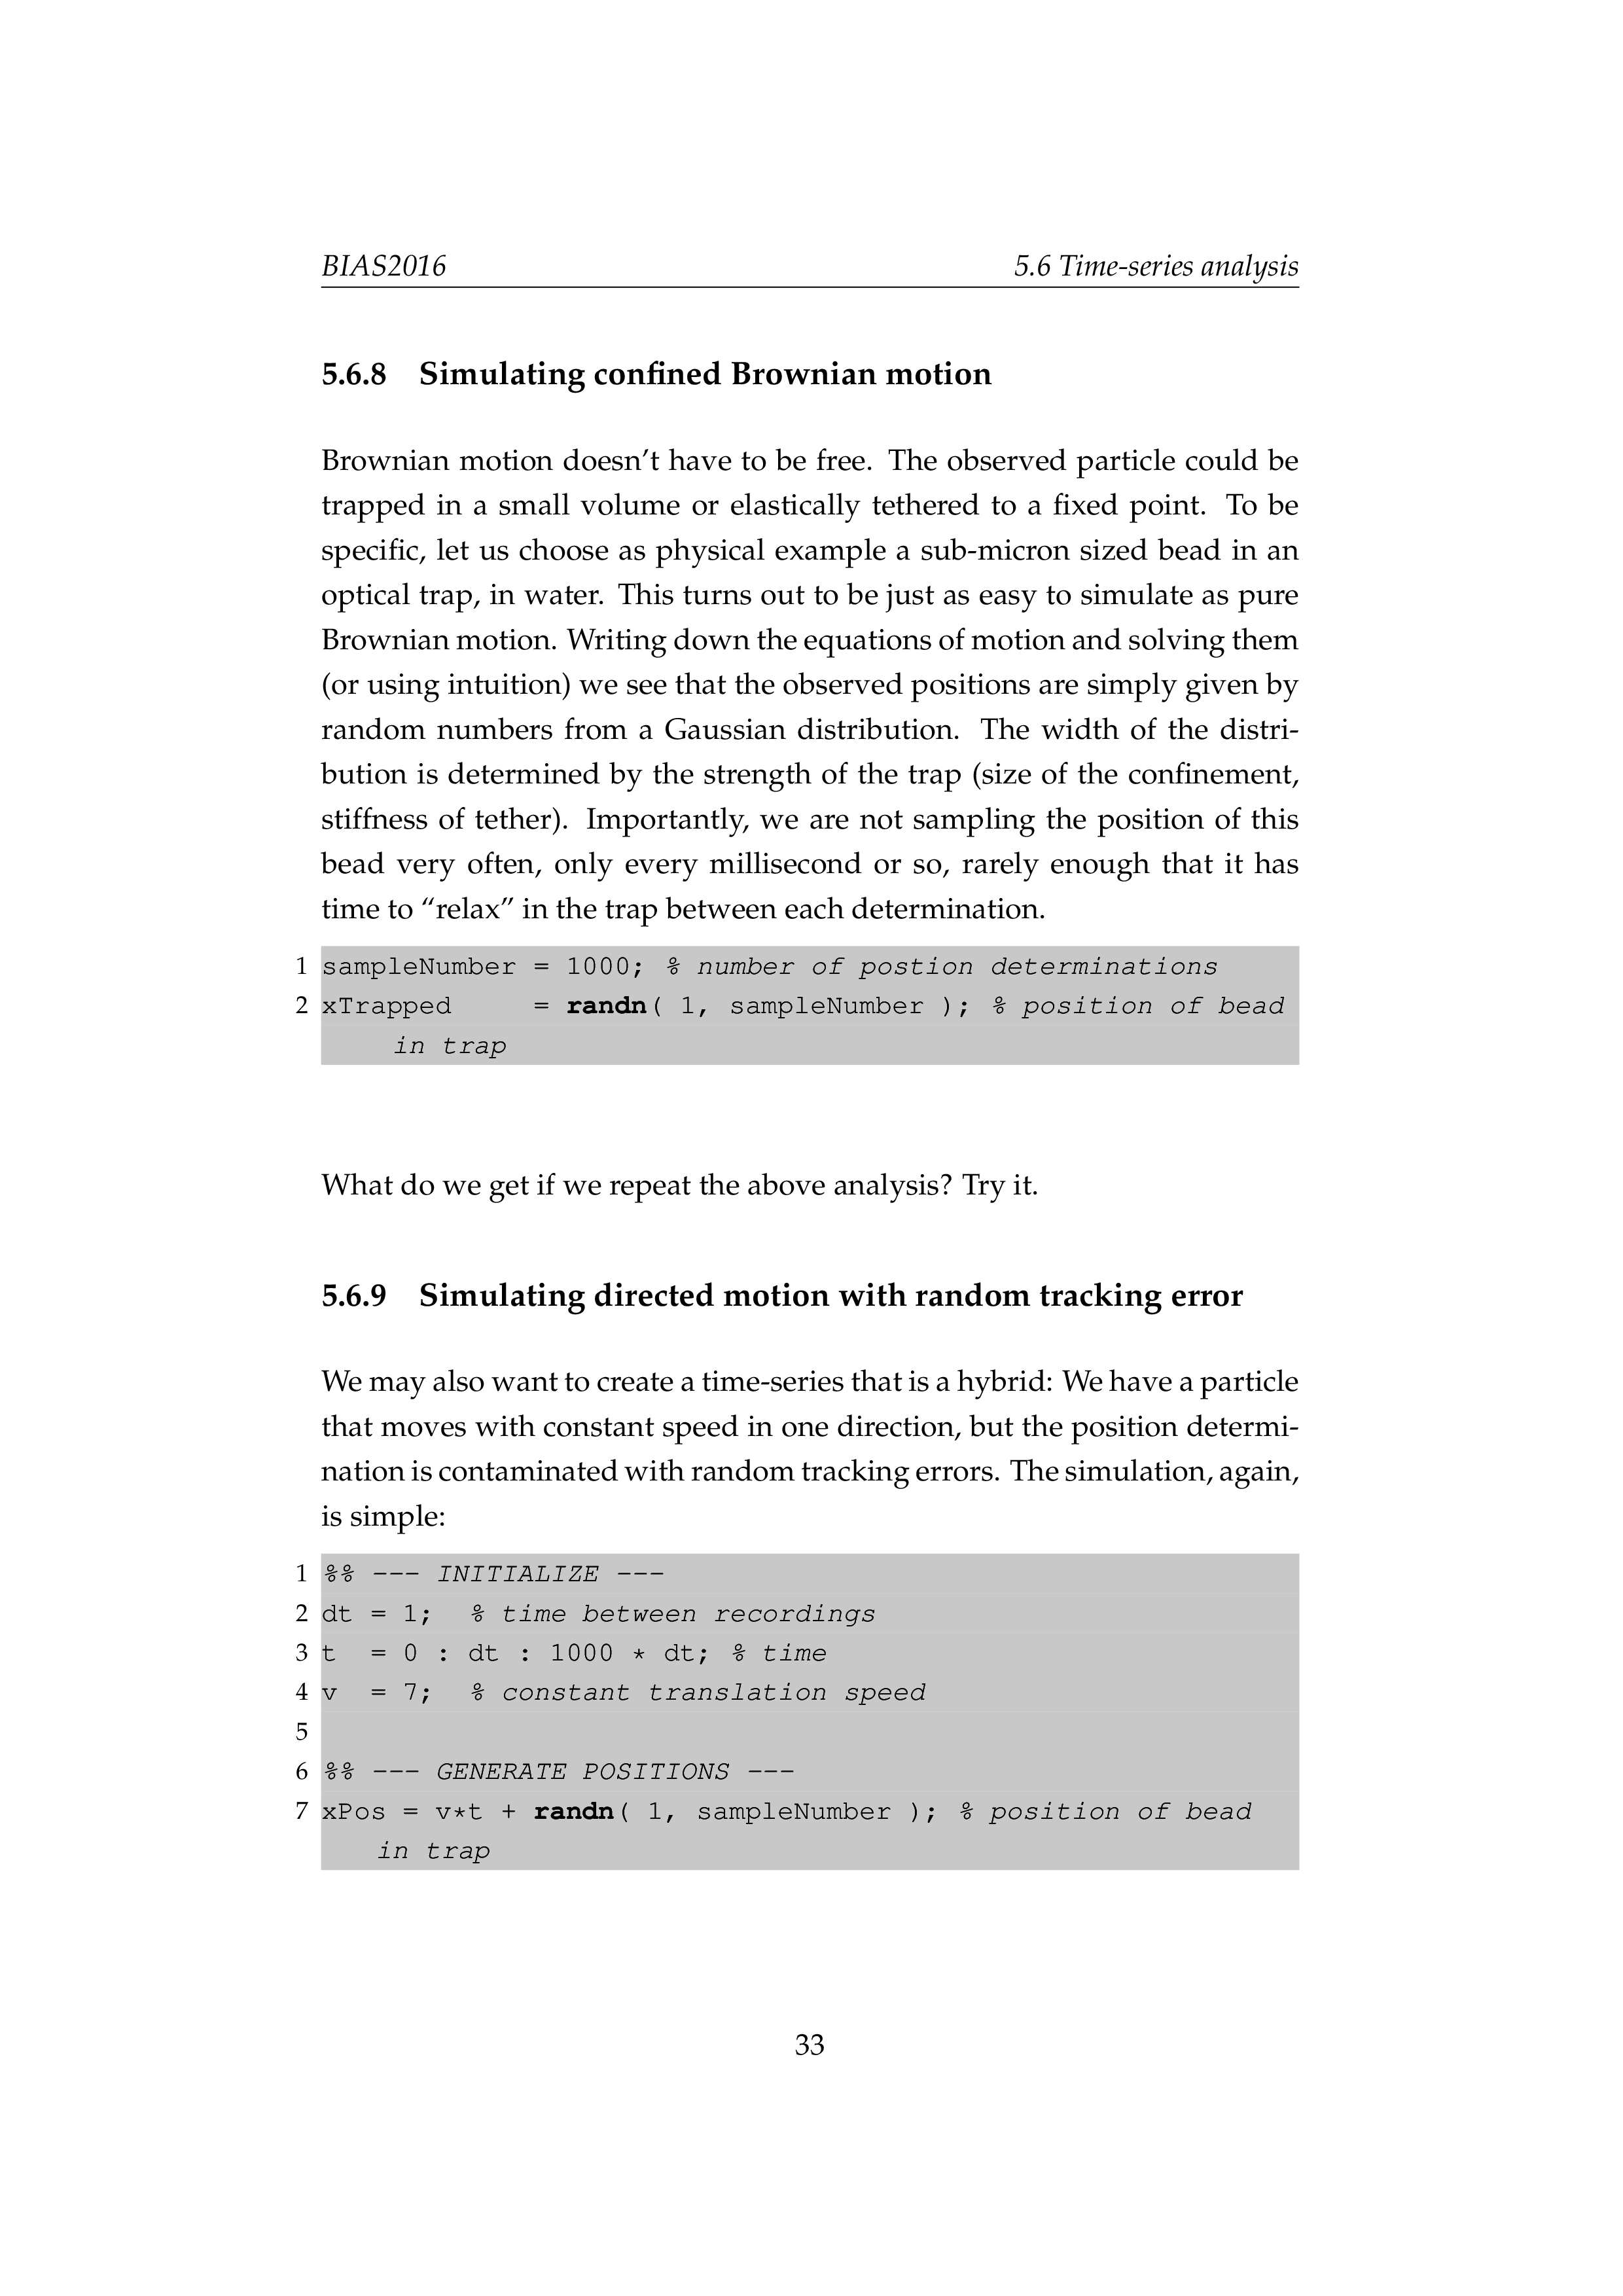 BIAS2016 5.6 Time-series analysis
5.6.8 Simulating confined Brownian motion
Brownian motion doesn't have to be free. The observed particle could be
trapped in a small volume or elastically tethered to a fixed point. To be
specific, let us choose as physical example a sub-micron sized bead in an
optical trap, in water. This turns out to be just as easy to simulate as pure
Brownian motion. Writing down the equations of motion and solving them
(or using intuition) we see that the observed positions are simply given by
random numbers from a Gaussian distribution. The width of the distri-
bution is determined by the strength of the trap (size of the confinement,
stiffness of tether). Importantly, we are not sampling the position of this
bead very often, only every millisecond or so, rarely enough that it has
time to “relax” in the trap between each determination.
1 sampleNumber = 1000; % number of postion determinations
2 xTrapped     = randn( 1, sampleNumber ); % position of bead
in trap
What do we get if we repeat the above analysis? Try it.
5.6.9 Simulating directed motion with random tracking error
We may also want to create a time-series that is a hybrid: We have a particle
that moves with constant speed in one direction, but the position determi-
nation is contaminated with random tracking errors. The simulation, again,
is simple:
1 %% --- INITIALIZE ---
2 dt = 1;  % time between recordings
3 t  = 0 : dt : 1000 * dt; % time
4 v  = 7;  % constant translation speed
5
6 %% --- GENERATE POSITIONS ---
7 xPos = v*t + randn( 1, sampleNumber ); % position of bead
in trap
33